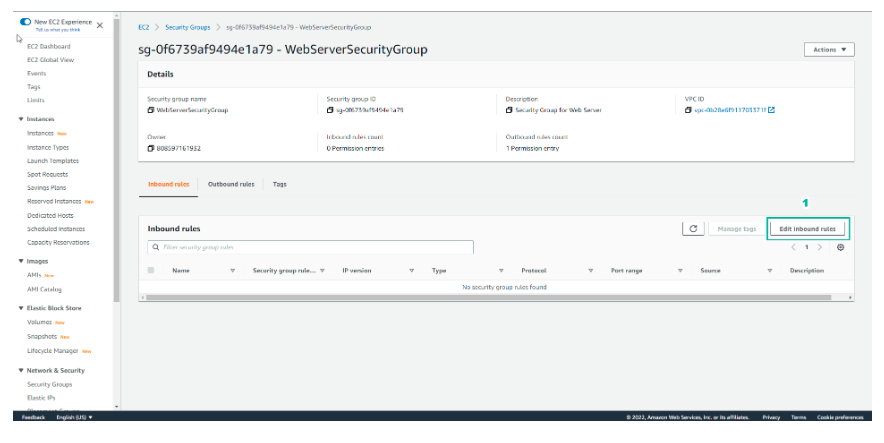 New EC2 Experience
Tell us what you think
EC2 > Security Groups > sg-0f6739af9494e1a79 - WebServerSecurityGroup
EC2 Dashboard
EC2 Global View
Events
Tags
Limits
Instances
Instances New
Instance Types
Launch Templates
Spot Requests
Savings Plans
Reserved Instances New
Dedicated Hosts
Scheduled Instances
Capacity Reservations
Images
AMIs New
AMI Catalog
Elastic Block Store
Volumes New
Snapshots New
Lifecycle Manager New
Network & Security
Security Groups
Elastic IPs
sg-0f6739af9494e1a79 - WebServerSecurityGroup
Actions
Details
Security group name
WebServerSecurityGroup
Security group ID
sg-0f6739af9494e1a79
Description
Security Group for Web Server
VPC ID
Owner
808597161932
Inbound rules count
0 Permission entries
Outbound rules count
1 Permission entry
Inbound rules Outbound rules Tags
1
Inbound rules
Manage tags
Edit inbound rules
Filter security group rules
< 1 >
Name Security group rule... IP version Type Protocol Port range Source Description
No security group rules found
Feedback English (US) © 2022, Amazon Web Services, Inc. or its affiliates. Privacy Terms Cookie preferences